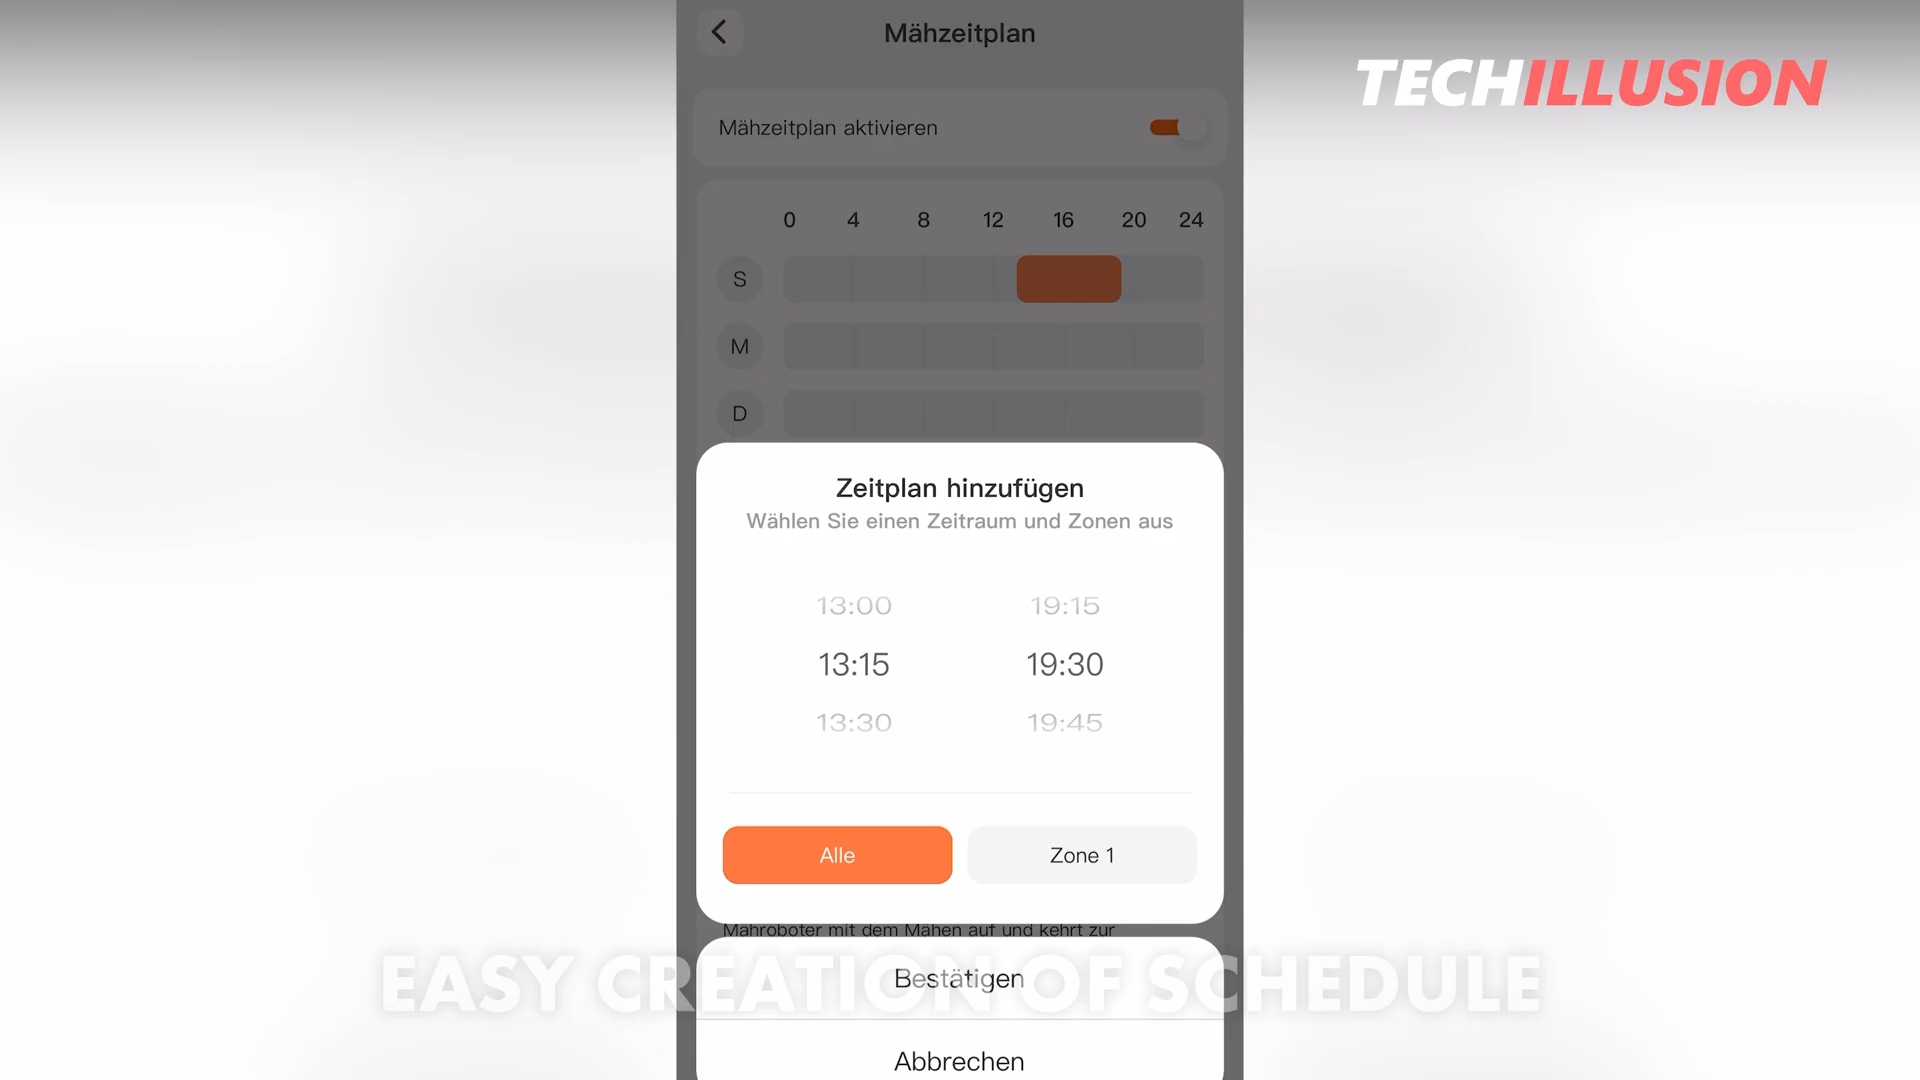 Mähzeitplan
TECHILLUSION
Mähzeitplan aktivieren
0 4 8 12 16 20 24
S
M
D
Zeitplan hinzufügen
Wählen Sie einen Zeitraum und Zonen aus
13:00 19:15
13:15 19:30
13:30 19:45
Alle Zone 1
Mähroboter mit dem Mähen auf und kehrt zur
EASY CREATION OF SCHEDULE
Bestätigen
Abbrechen